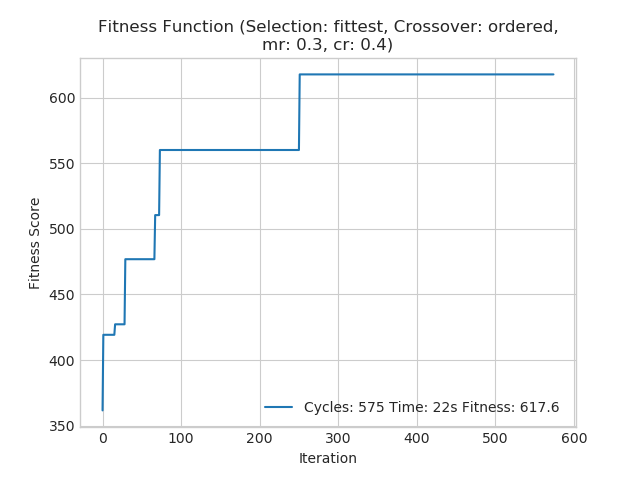 Fitness Function (Selection: fittest, Crossover: ordered,
mr: 0.3, cr: 0.4)
600
550
500
450
400
350
Fitness Score
Cycles: 575 Time: 22s Fitness: 617.6
0 100 200 300 400 500 600
Iteration